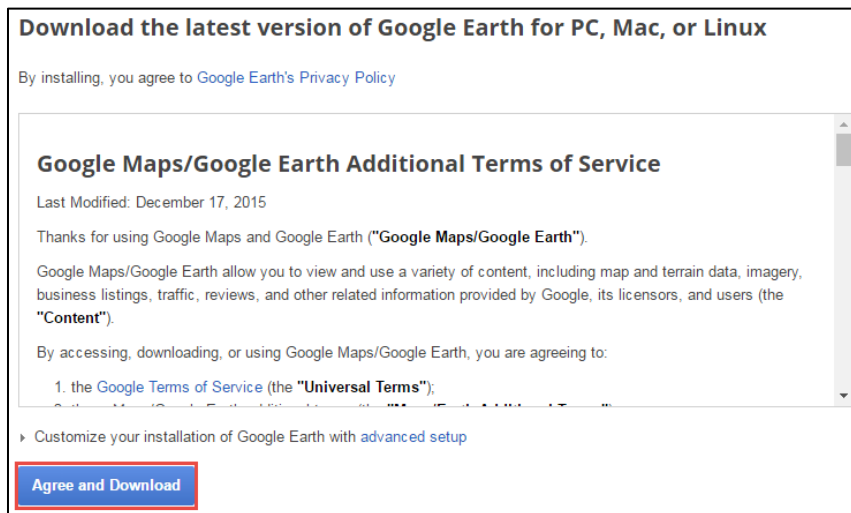 Download the latest version of Google Earth for PC, Mac, or Linux
By installing, you agree to Google Earth's Privacy Policy
Google Maps/Google Earth Additional Terms of Service
Last Modified: December 17, 2015
Thanks for using Google Maps and Google Earth ("Google Maps/Google Earth").
Google Maps/Google Earth allow you to view and use a variety of content, including map and terrain data, imagery,
business listings, traffic, reviews, and other related information provided by Google, its licensors, and users (the
"Content").
By accessing, downloading, or using Google Maps/Google Earth, you are agreeing to:
1. the Google Terms of Service (the "Universal Terms");
Customize your installation of Google Earth with advanced setup
Agree and Download